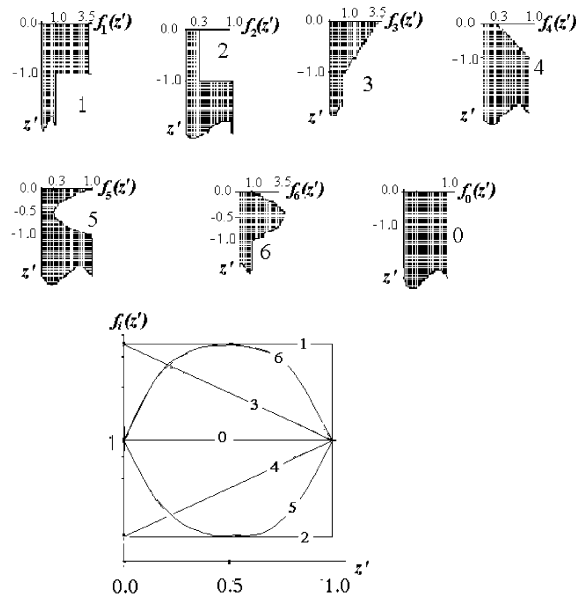 1.0 3.5 f₁(z')
0.0
-1.0
z'
1
0.3 1.0 f₂(z')
0.0
-1.0
z'
2
1.0 3.5 f₃(z')
0.0
-1.0
z'
3
0.3 1.0 f₄(z')
0.0
-1.0
z'
4
0.3 1.0 f₅(z')
0.0
-0.5
-1.0
z'
5
1.0 3.5 f₆(z')
0.0
-0.5
-1.0
z'
6
1.0 f₀(z')
0.0
-1.0
z'
0
fᵢ(z')
1
6
3
1 0
4
5
2
0.0 0.5 1.0 z'